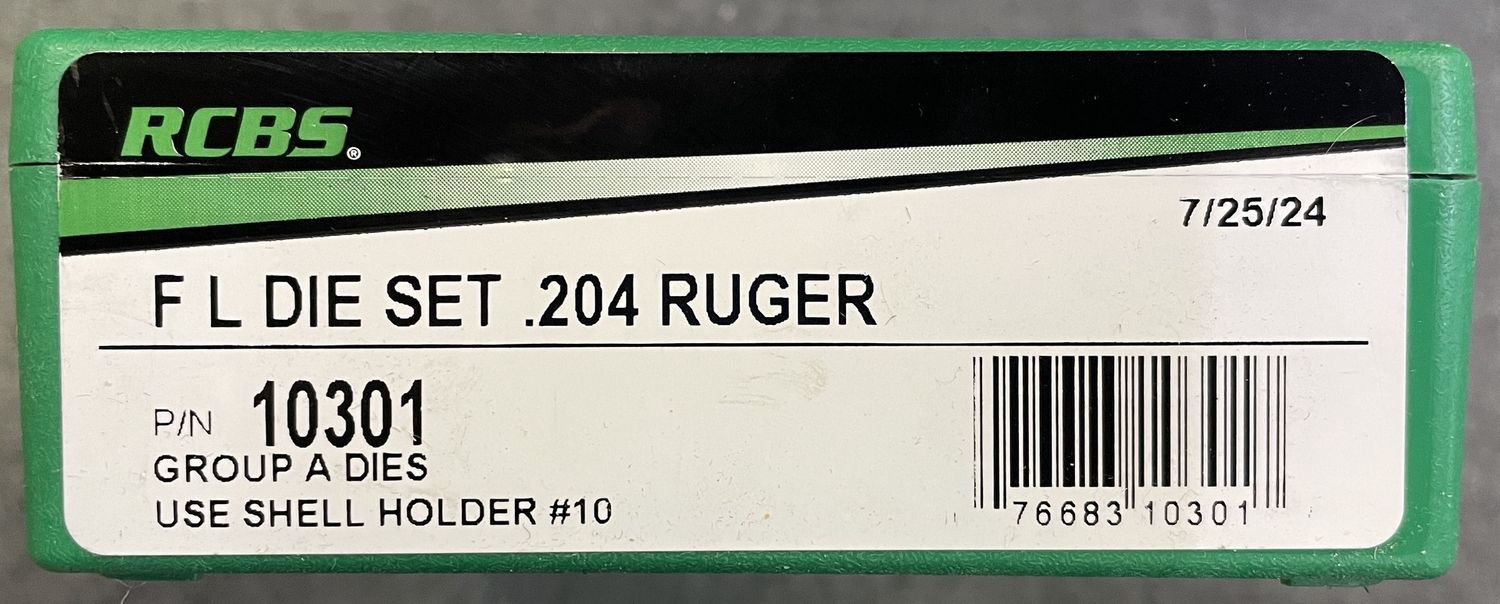 RCBS®
7/25/24
F L DIE SET .204 RUGER
P/N 10301
GROUP A DIES
USE SHELL HOLDER #10
76683 10301